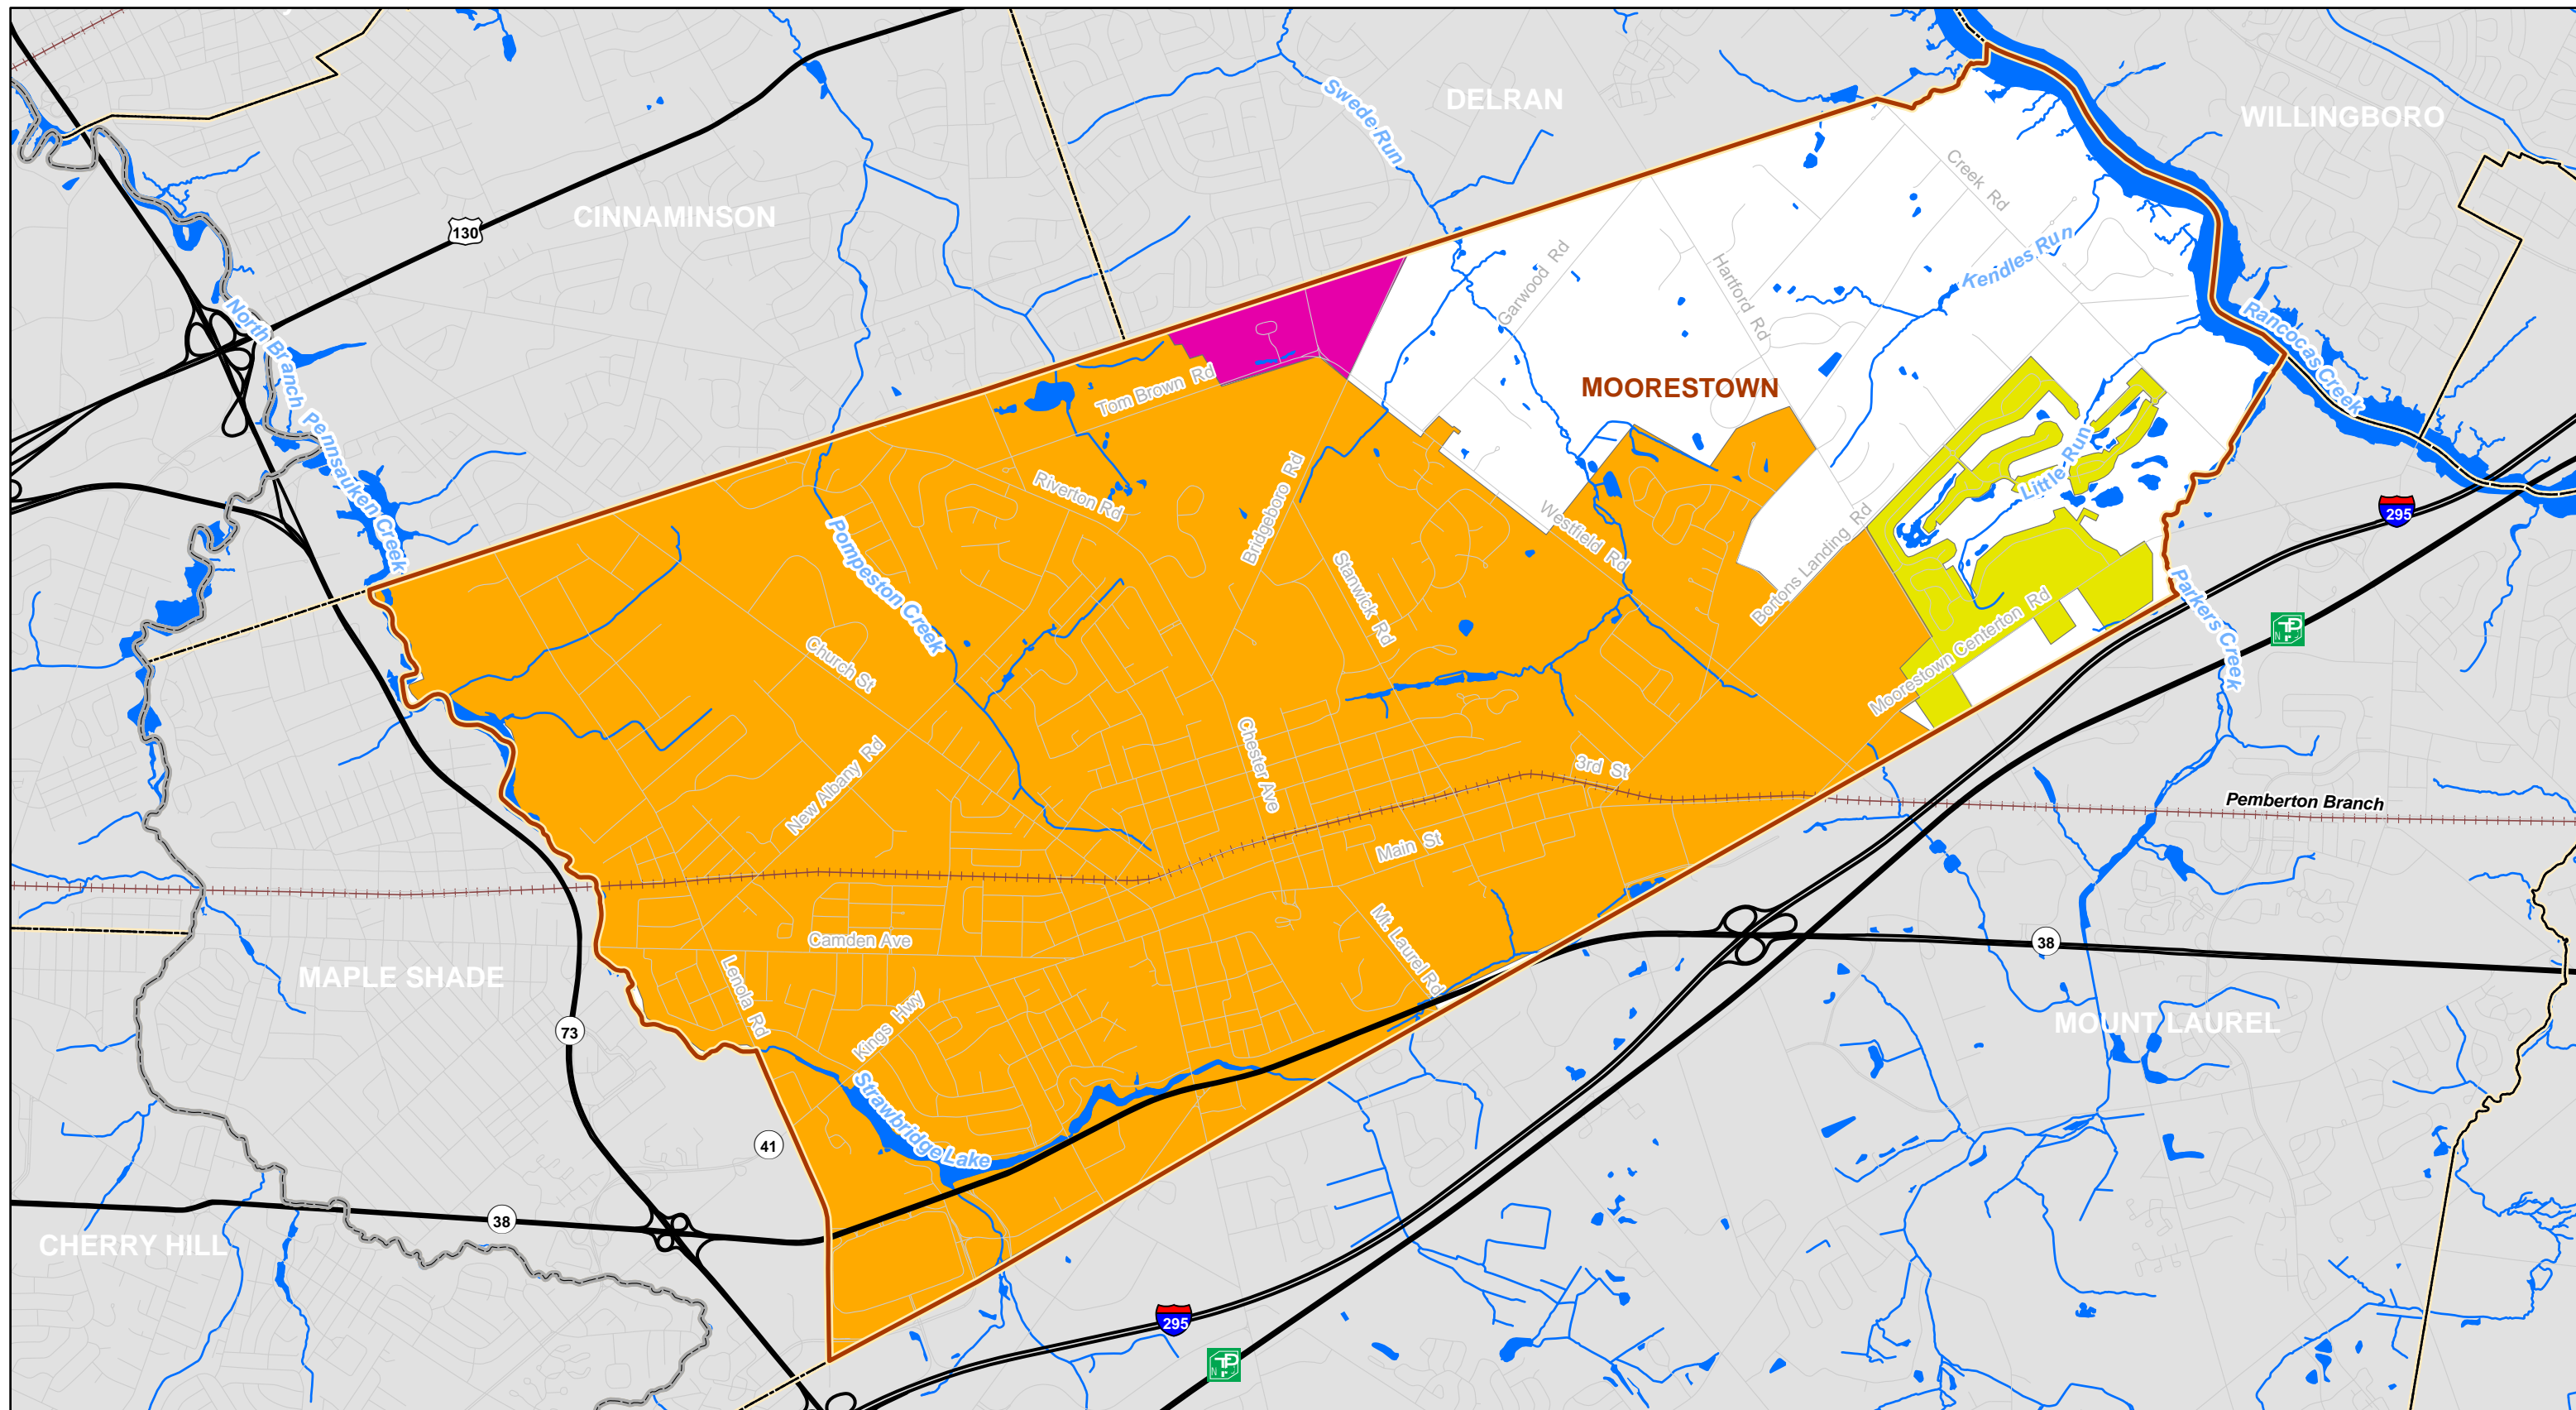 DELRAN
WILLINGBORO
Swede Run
CINNAMINSON
130
Creek Rd
Kendles Run
Garwood Rd
Hartford Rd
Rancocas Creek
North Branch Pennsauken Creek
MOORESTOWN
Tom Brown Rd
Riverton Rd
Bridgeboro Rd
Little Run
295
Westfield Rd
Bortons Landing Rd
Pompeston Creek
Stanwick Rd
Parkers Creek
N TP r
Church St
Moorestown Centerton Rd
Chester Ave
New Albany Rd
3rd St
Pemberton Branch
Main St
Camden Ave
Mt. Laurel Rd
38
MAPLE SHADE
Lenola Rd
Kings Hwy
73
MOUNT LAUREL
Strawbridge Lake
41
38
CHERRY HILL
295
N TP r